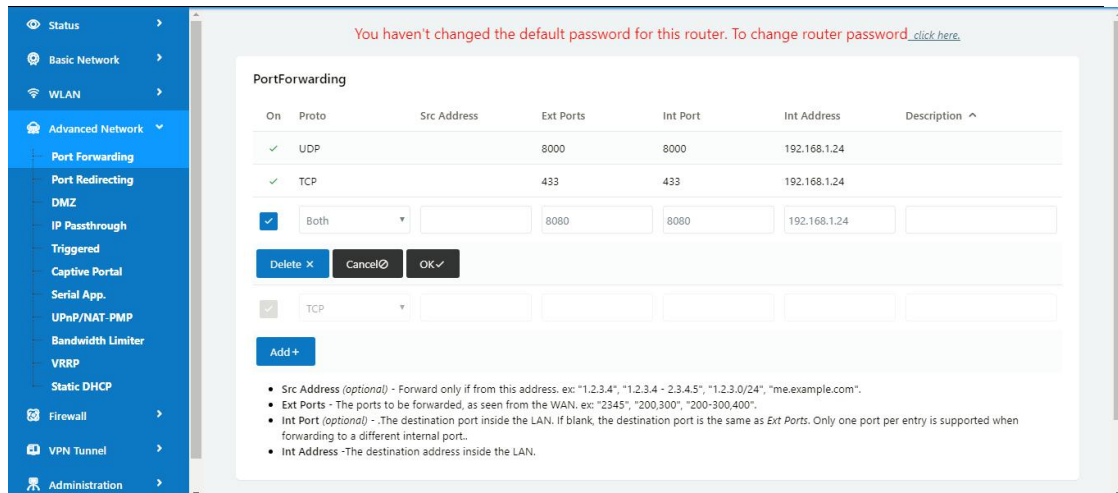 Status
Basic Network
WLAN
Advanced Network
Port Forwarding
Port Redirecting
DMZ
IP Passthrough
Triggered
Captive Portal
Serial App.
UPnP/NAT-PMP
Bandwidth Limiter
VRRP
Static DHCP
Firewall
VPN Tunnel
Administration
You haven't changed the default password for this router. To change router password click here.
PortForwarding
On Proto Src Address Ext Ports Int Port Int Address Description
UDP 8000 8000 192.168.1.24
TCP 433 433 192.168.1.24
Both 8080 8080 192.168.1.24
Delete Cancel OK
TCP
Add+
Src Address (optional) - Forward only if from this address. ex: "1.2.3.4", "1.2.3.4 - 2.3.4.5", "1.2.3.0/24", "me.example.com".
Ext Ports - The ports to be forwarded, as seen from the WAN. ex: "2345", "200,300", "200-300,400".
Int Port (optional) - .The destination port inside the LAN. If blank, the destination port is the same as Ext Ports. Only one port per entry is supported when
forwarding to a different internal port..
Int Address -The destination address inside the LAN.